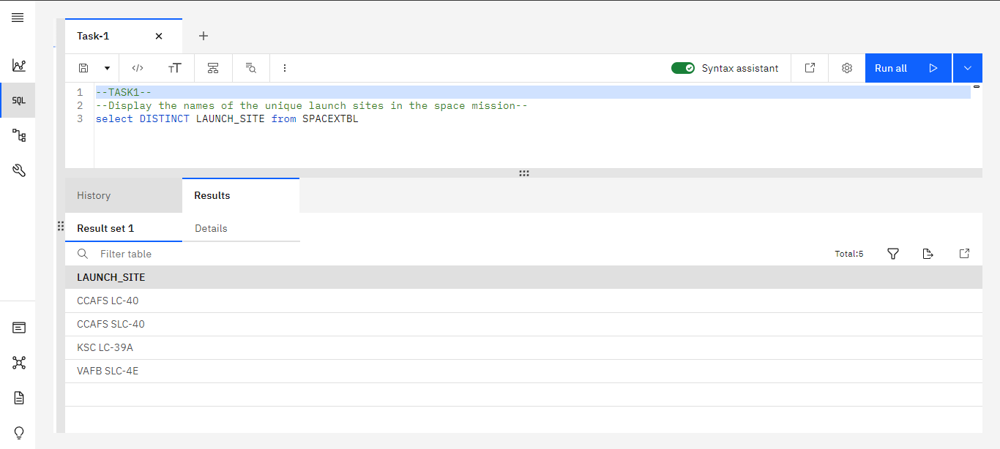 Task-1
SQL
Syntax assistant
Run all
1 --TASK1--
2 --Display the names of the unique launch sites in the space mission--
3 select DISTINCT LAUNCH_SITE from SPACEXTBL
History
Results
Result set 1
Details
Filter table
Total:5
LAUNCH_SITE
CCAFS LC-40
CCAFS SLC-40
KSC LC-39A
VAFB SLC-4E